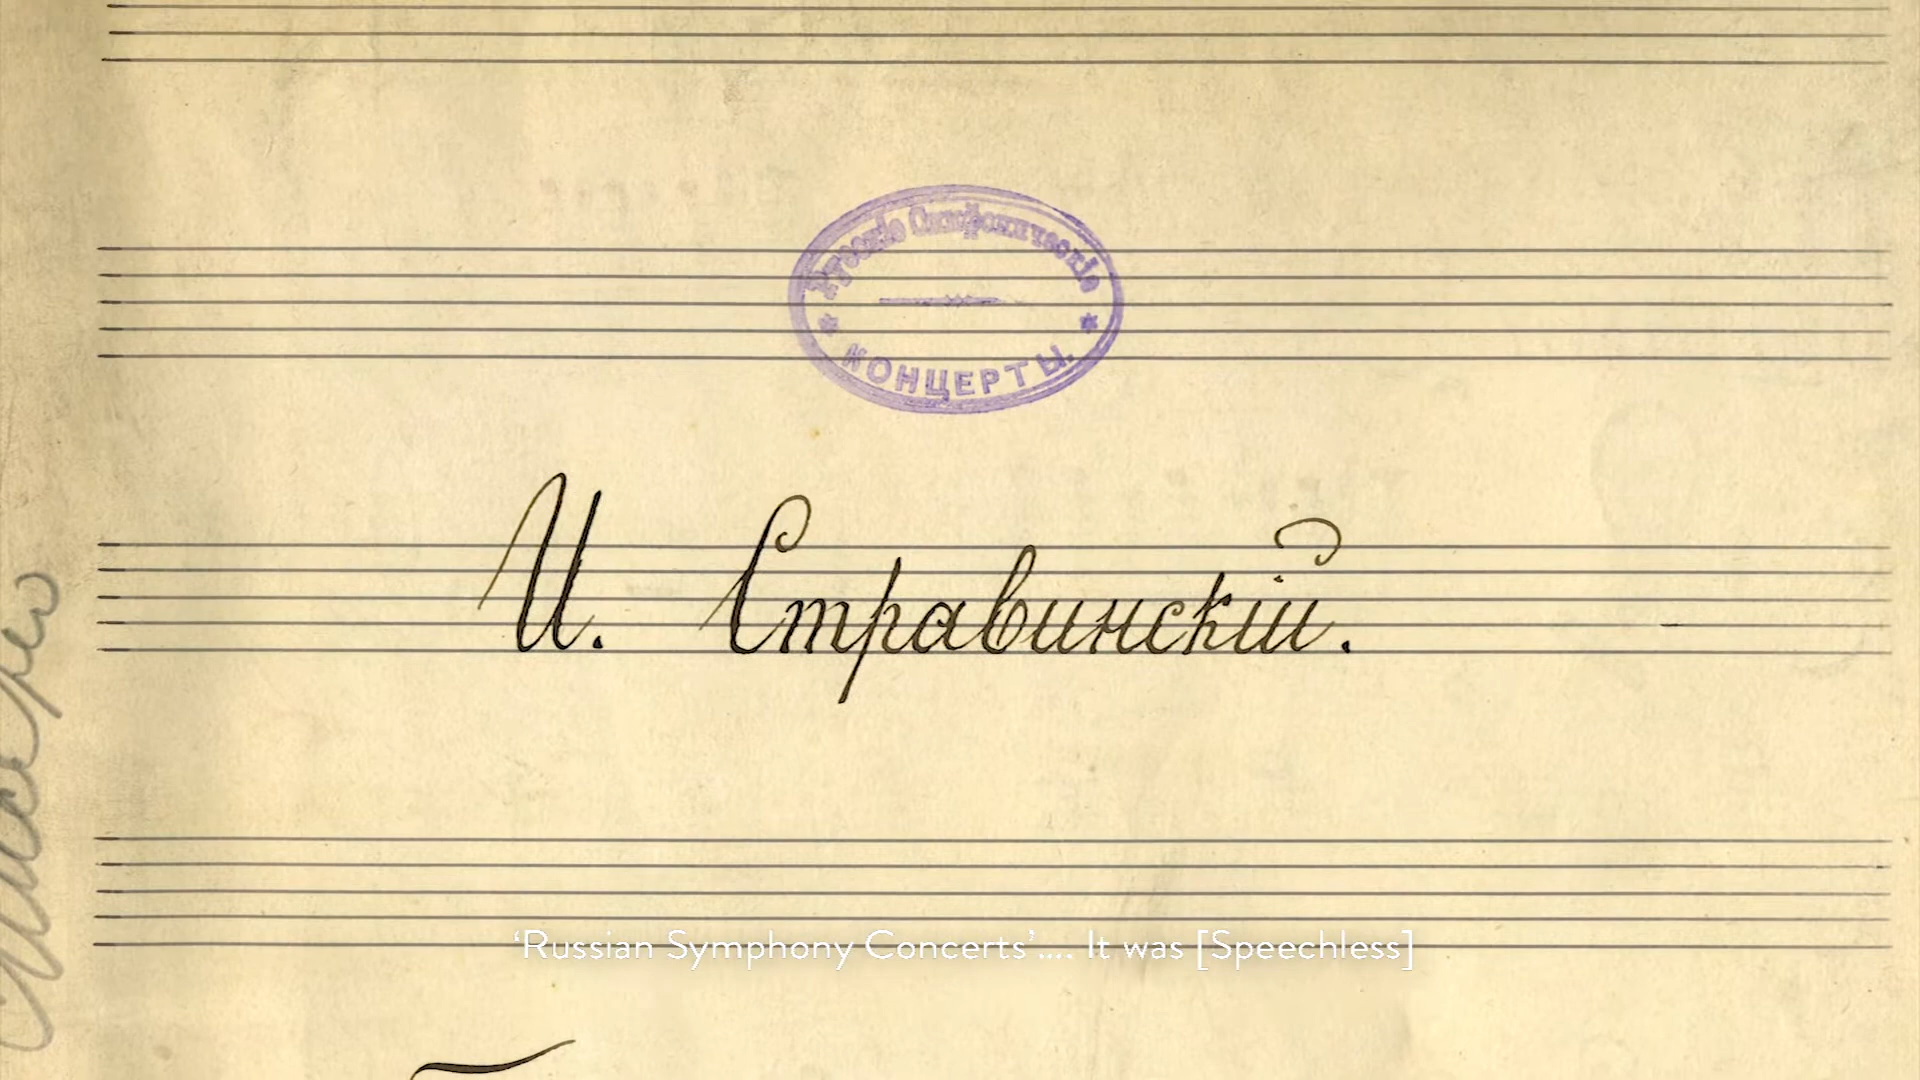 Русскіе Симфоническіе
КОНЦЕРТЫ.
И. Стравинскій.
‘Russian Symphony Concerts’.... It was [Speechless]